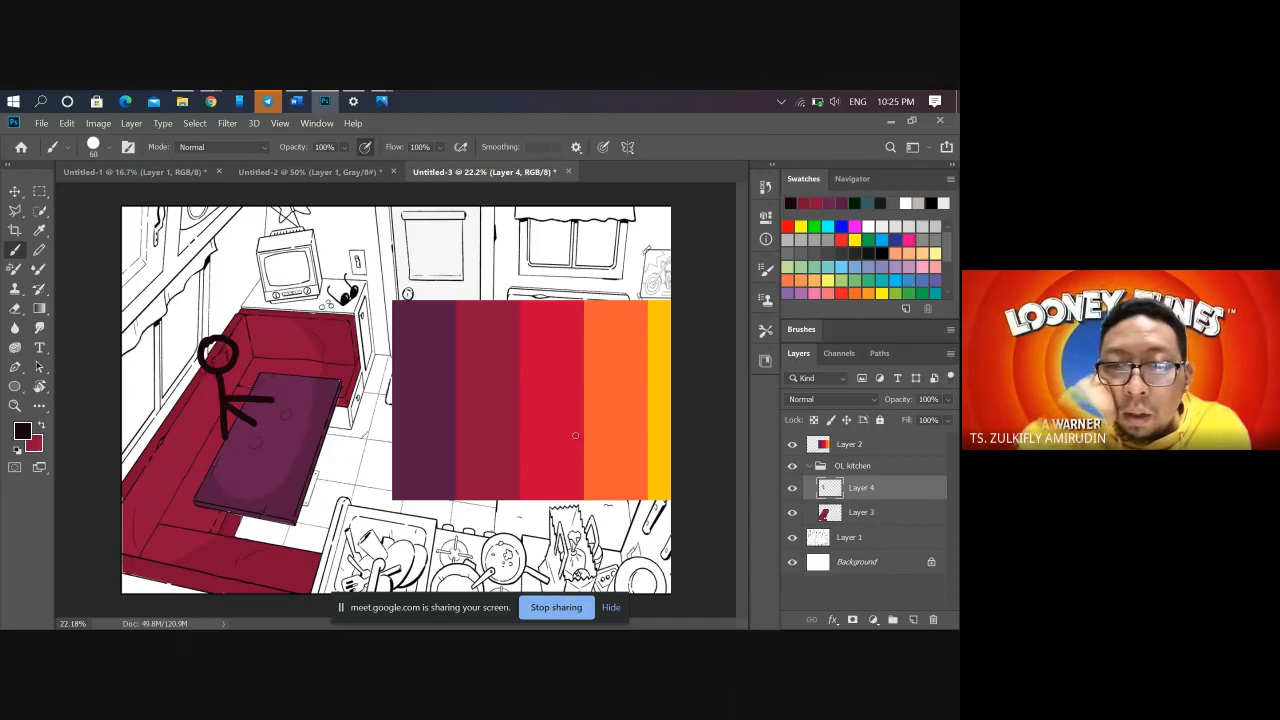 ENG 10:25 PM
Ps File Edit Image Layer Type Select Filter 3D View Window Help
60 Mode: Normal Opacity: 100% Flow: 100% Smoothing:
Untitled-1 @ 16.7% (Layer 1, RGB/8) * × Untitled-2 @ 50% (Layer 1, Gray/8#) * × Untitled-3 @ 22.2% (Layer 4, RGB/8) * ×
Swatches Navigator
Brushes
Layers Channels Paths
Kind
Normal Opacity: 100%
Lock: Fill: 100%
Layer 2
OL kitchen
Layer 4
Layer 3
Layer 1
Background
meet.google.com is sharing your screen. Stop sharing Hide
22.18% Doc: 49.8M/120.9M
LOONEY TUNES ™
A WARNER
TS. ZULKIFLY AMIRUDIN